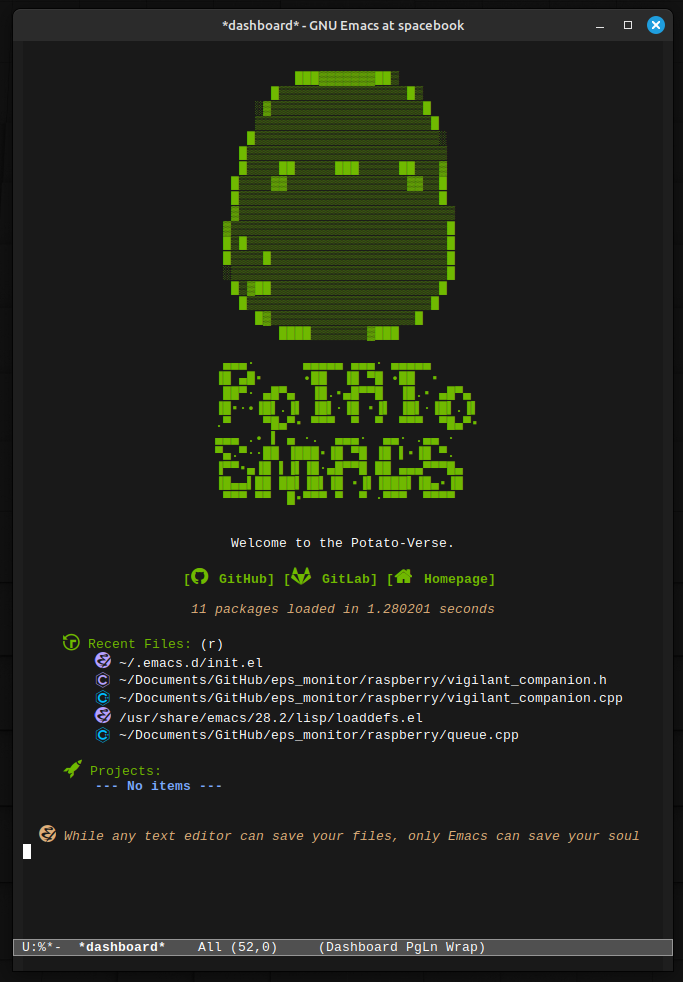 *dashboard* - GNU Emacs at spacebook
PoTATo
EMACS
Welcome to the Potato-Verse.
[ GitHub] [ GitLab] [ Homepage]
11 packages loaded in 1.280201 seconds
Recent Files: (r)
~/.emacs.d/init.el
~/Documents/GitHub/eps_monitor/raspberry/vigilant_companion.h
~/Documents/GitHub/eps_monitor/raspberry/vigilant_companion.cpp
/usr/share/emacs/28.2/lisp/loaddefs.el
~/Documents/GitHub/eps_monitor/raspberry/queue.cpp
Projects:
--- No items ---
While any text editor can save your files, only Emacs can save your soul
U:%*-  *dashboard*    All (52,0)     (Dashboard PgLn Wrap)